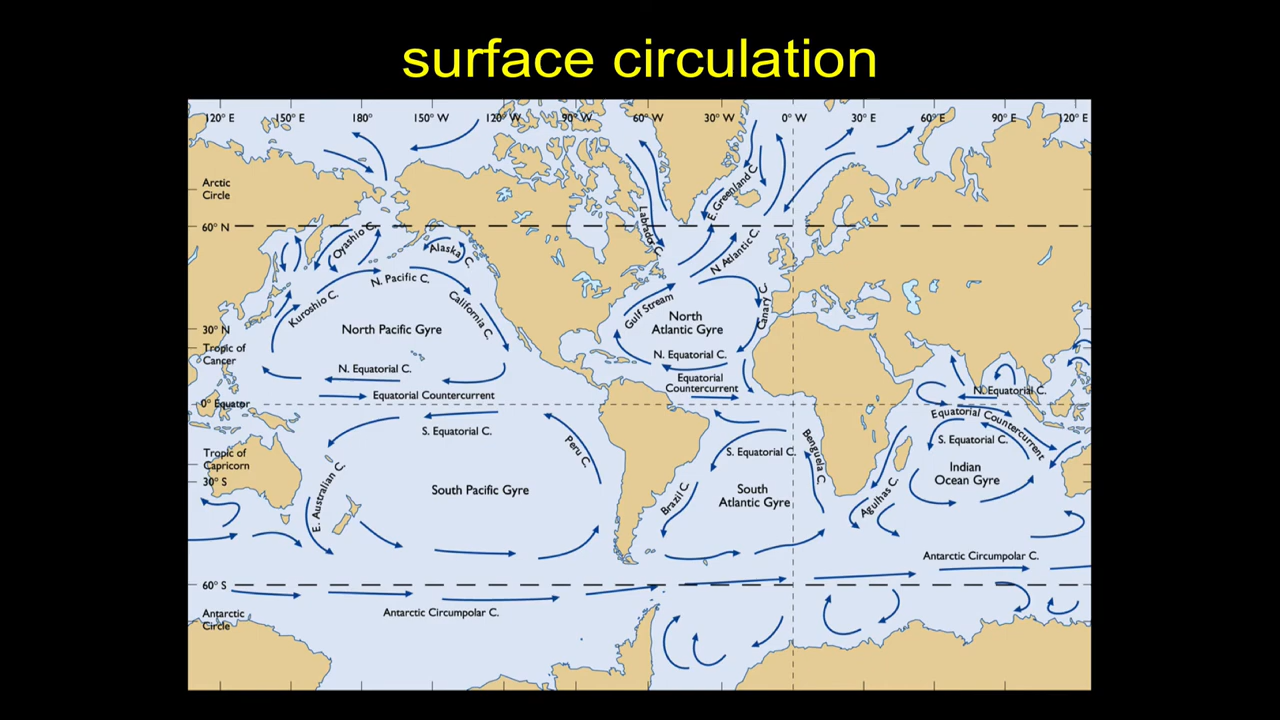 surface circulation
120° E
150° E
180°
150° W
120° W
90° W
60° W
30° W
0° W
30° E
60° E
90° E
120° E
Arctic
Circle
60° N
30° N
Tropic of
Cancer
0° Equator
Tropic of
Capricorn
30° S
60° S
Antarctic
Circle
Oyashio C.
Alaska C.
Kuroshio C.
N. Pacific C.
California C.
North Pacific Gyre
N. Equatorial C.
Equatorial Countercurrent
S. Equatorial C.
Peru C.
E. Australian C.
South Pacific Gyre
Antarctic Circumpolar C.
Labrador C.
E. Greenland C.
N Atlantic C.
Gulf Stream
North
Atlantic Gyre
Canary C.
N. Equatorial C.
Equatorial
Countercurrent
S. Equatorial C.
Benguela C.
Brazil C.
South
Atlantic Gyre
Agulhas C.
N. Equatorial C.
Equatorial Countercurrent
S. Equatorial C.
Indian
Ocean Gyre
Antarctic Circumpolar C.